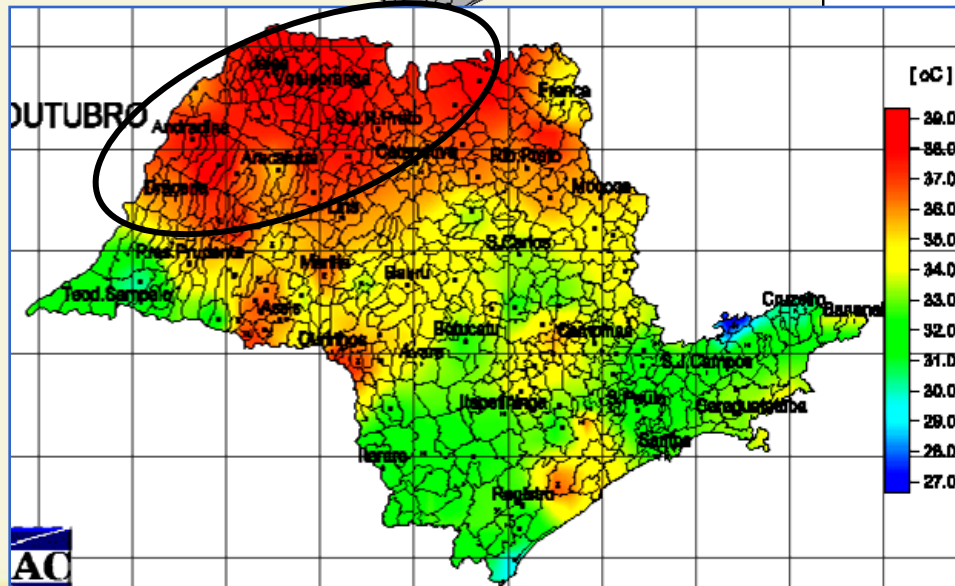 [oC]
OUTUBRO
Jales
Votuporanga
Franca
S.J.R.Preto
Andradina
Catanduva
Rib.Preto
Aracatuba
Dracena
Mococa
Lins
S.Carlos
Pres.Prudente
Marilia
Bauru
Teod.Sampaio
Assis
Cruzeiro
Bananal
Botucatu
Campinas
Ourinhos
Avare
S.J.Campos
Itapetininga
S.Paulo
Caraguatatuba
Santos
Itarare
Registro
39.0
38.0
37.0
36.0
35.0
34.0
33.0
32.0
31.0
30.0
29.0
28.0
27.0
AC